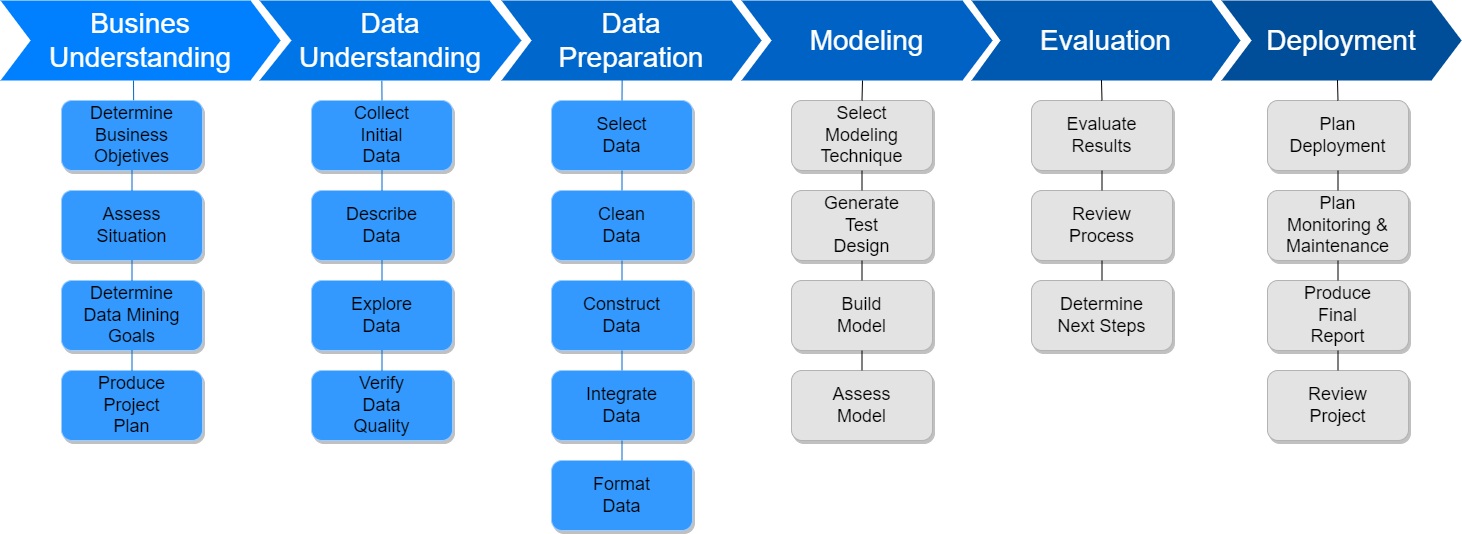 Busines
Understanding
Data
Understanding
Data
Preparation
Modeling
Evaluation
Deployment
Determine
Business
Objetives
Assess
Situation
Determine
Data Mining
Goals
Produce
Project
Plan
Collect
Initial
Data
Describe
Data
Explore
Data
Verify
Data
Quality
Select
Data
Clean
Data
Construct
Data
Integrate
Data
Format
Data
Select
Modeling
Technique
Generate
Test
Design
Build
Model
Assess
Model
Evaluate
Results
Review
Process
Determine
Next Steps
Plan
Deployment
Plan
Monitoring &
Maintenance
Produce
Final
Report
Review
Project